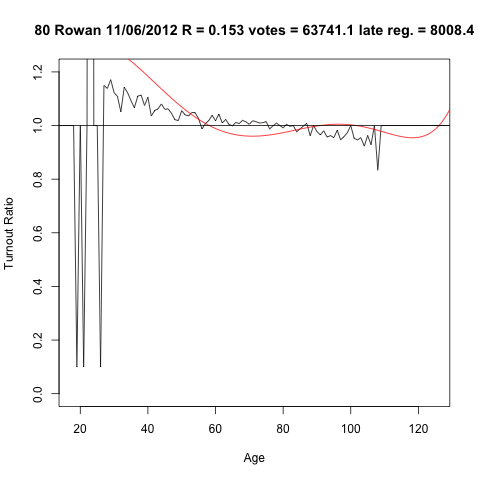 80 Rowan 11/06/2012 R = 0.153 votes = 63741.1 late reg. = 8008.4
Turnout Ratio
1.2
1.0
0.8
0.6
0.4
0.2
0.0
20 40 60 80 100 120
Age